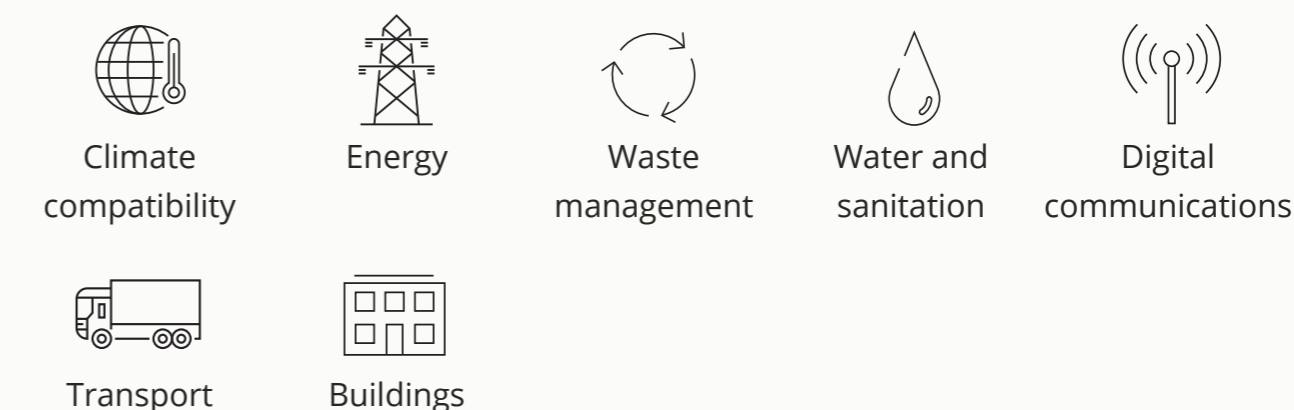 Climate
compatibility
Energy
Waste
management
Water and
sanitation
Digital
communications
Transport
Buildings